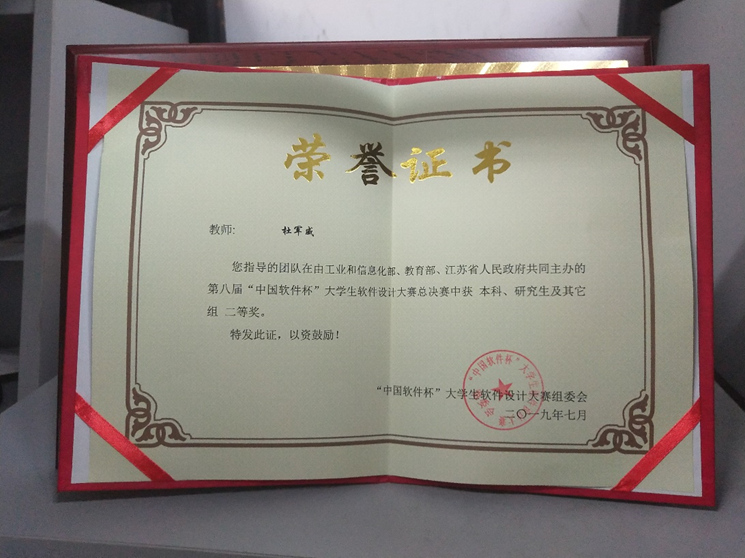 荣誉证书
教师: 杜军威
您指导的团队在由工业和信息化部、教育部、江苏省人民政府共同主办的
第八届“中国软件杯”大学生软件设计大赛总决赛中获 本科、研究生及其它
组 二等奖。
特发此证，以资鼓励！
“中国软件杯”大学生软件设计大赛组委会
二〇一九年七月